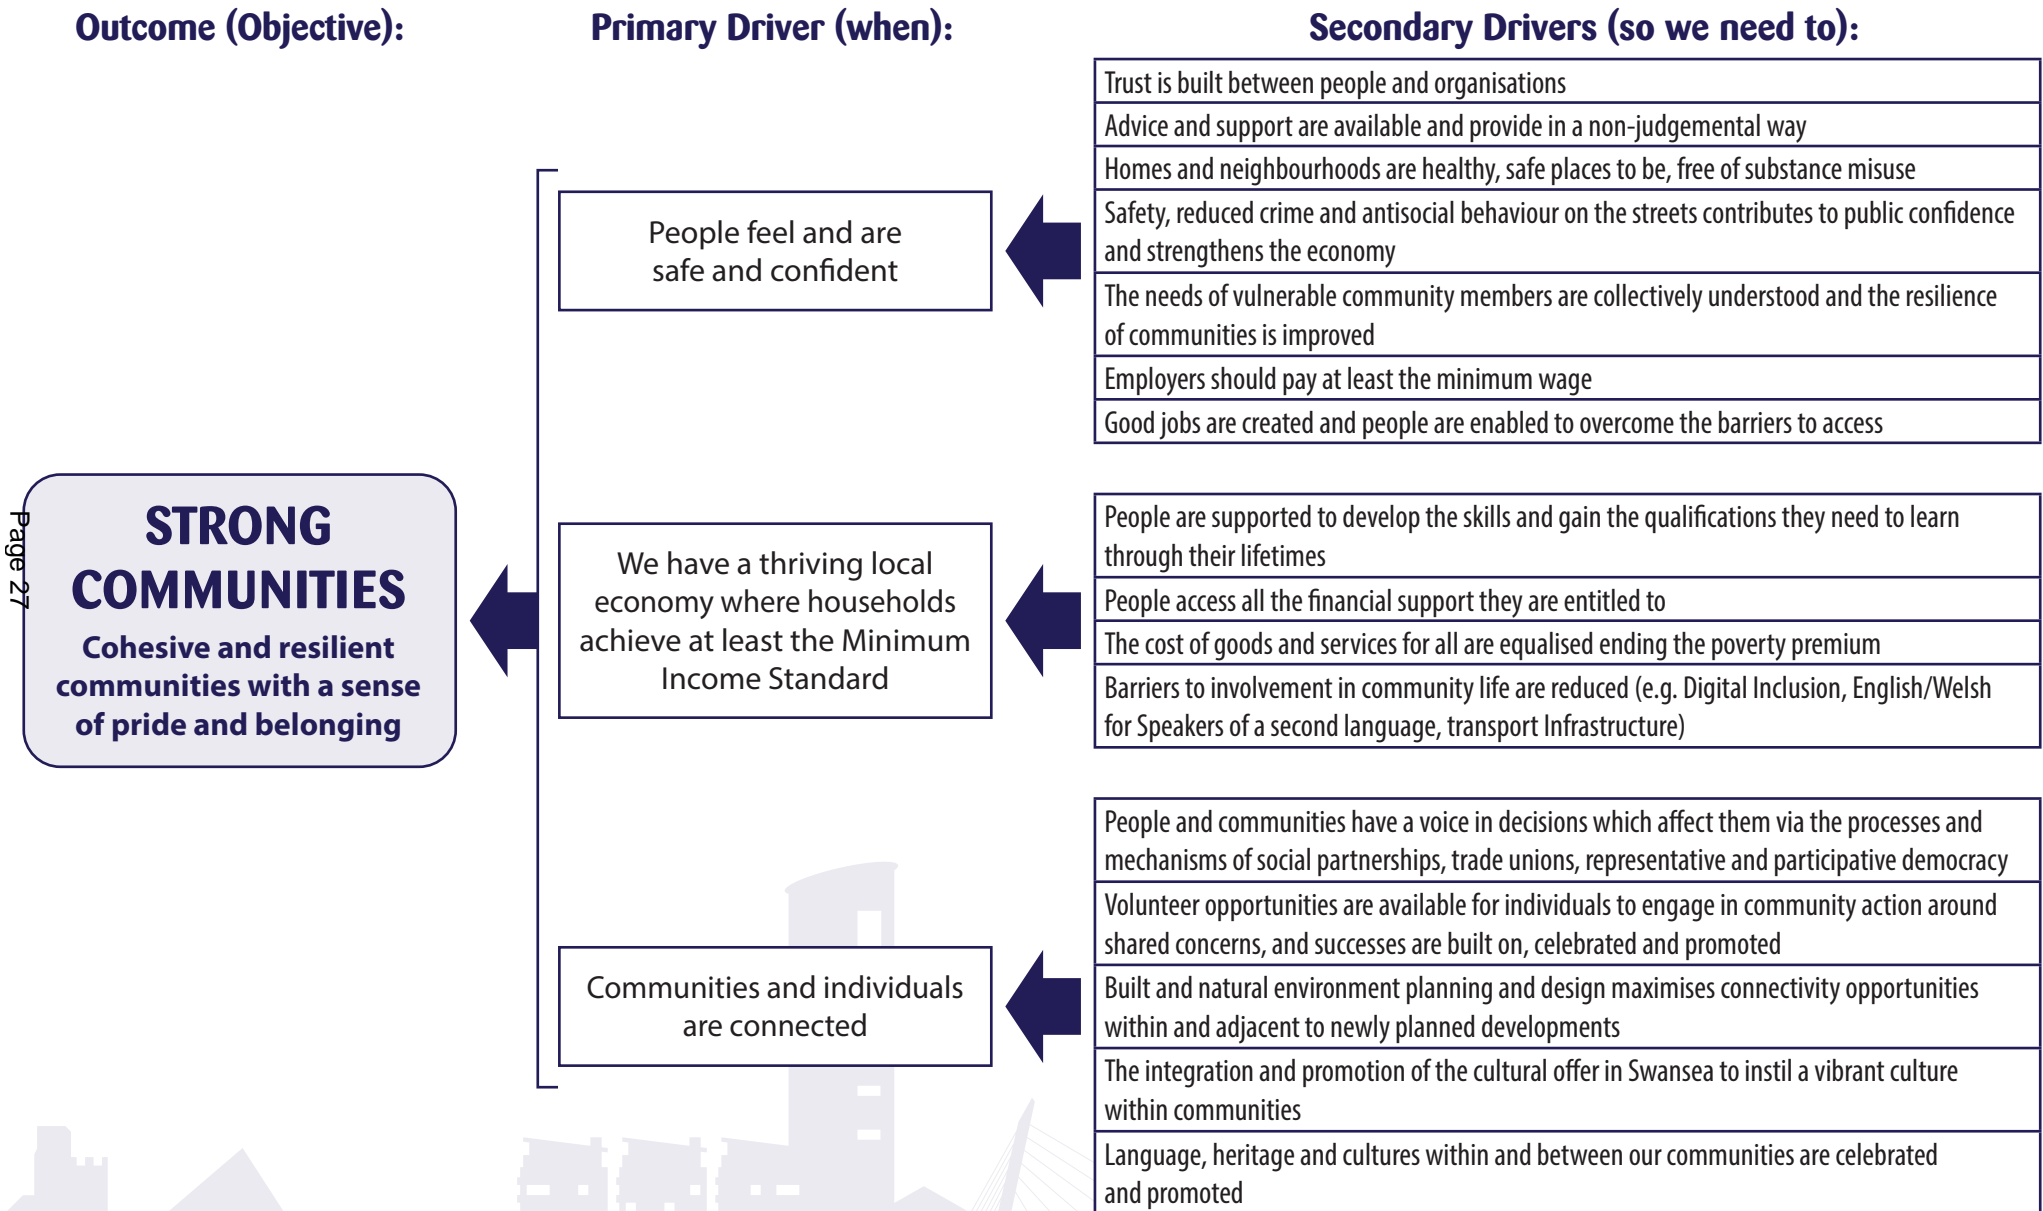 Outcome (Objective):
Primary Driver (when):
Secondary Drivers (so we need to):
Page 27
STRONG
COMMUNITIES
Cohesive and resilient
communities with a sense
of pride and belonging
People feel and are
safe and confident
Trust is built between people and organisations
Advice and support are available and provide in a non-judgemental way
Homes and neighbourhoods are healthy, safe places to be, free of substance misuse
Safety, reduced crime and antisocial behaviour on the streets contributes to public confidence
and strengthens the economy
The needs of vulnerable community members are collectively understood and the resilience
of communities is improved
Employers should pay at least the minimum wage
Good jobs are created and people are enabled to overcome the barriers to access
We have a thriving local
economy where households
achieve at least the Minimum
Income Standard
People are supported to develop the skills and gain the qualifications they need to learn
through their lifetimes
People access all the financial support they are entitled to
The cost of goods and services for all are equalised ending the poverty premium
Barriers to involvement in community life are reduced (e.g. Digital Inclusion, English/Welsh
for Speakers of a second language, transport Infrastructure)
Communities and individuals
are connected
People and communities have a voice in decisions which affect them via the processes and
mechanisms of social partnerships, trade unions, representative and participative democracy
Volunteer opportunities are available for individuals to engage in community action around
shared concerns, and successes are built on, celebrated and promoted
Built and natural environment planning and design maximises connectivity opportunities
within and adjacent to newly planned developments
The integration and promotion of the cultural offer in Swansea to instil a vibrant culture
within communities
Language, heritage and cultures within and between our communities are celebrated
and promoted